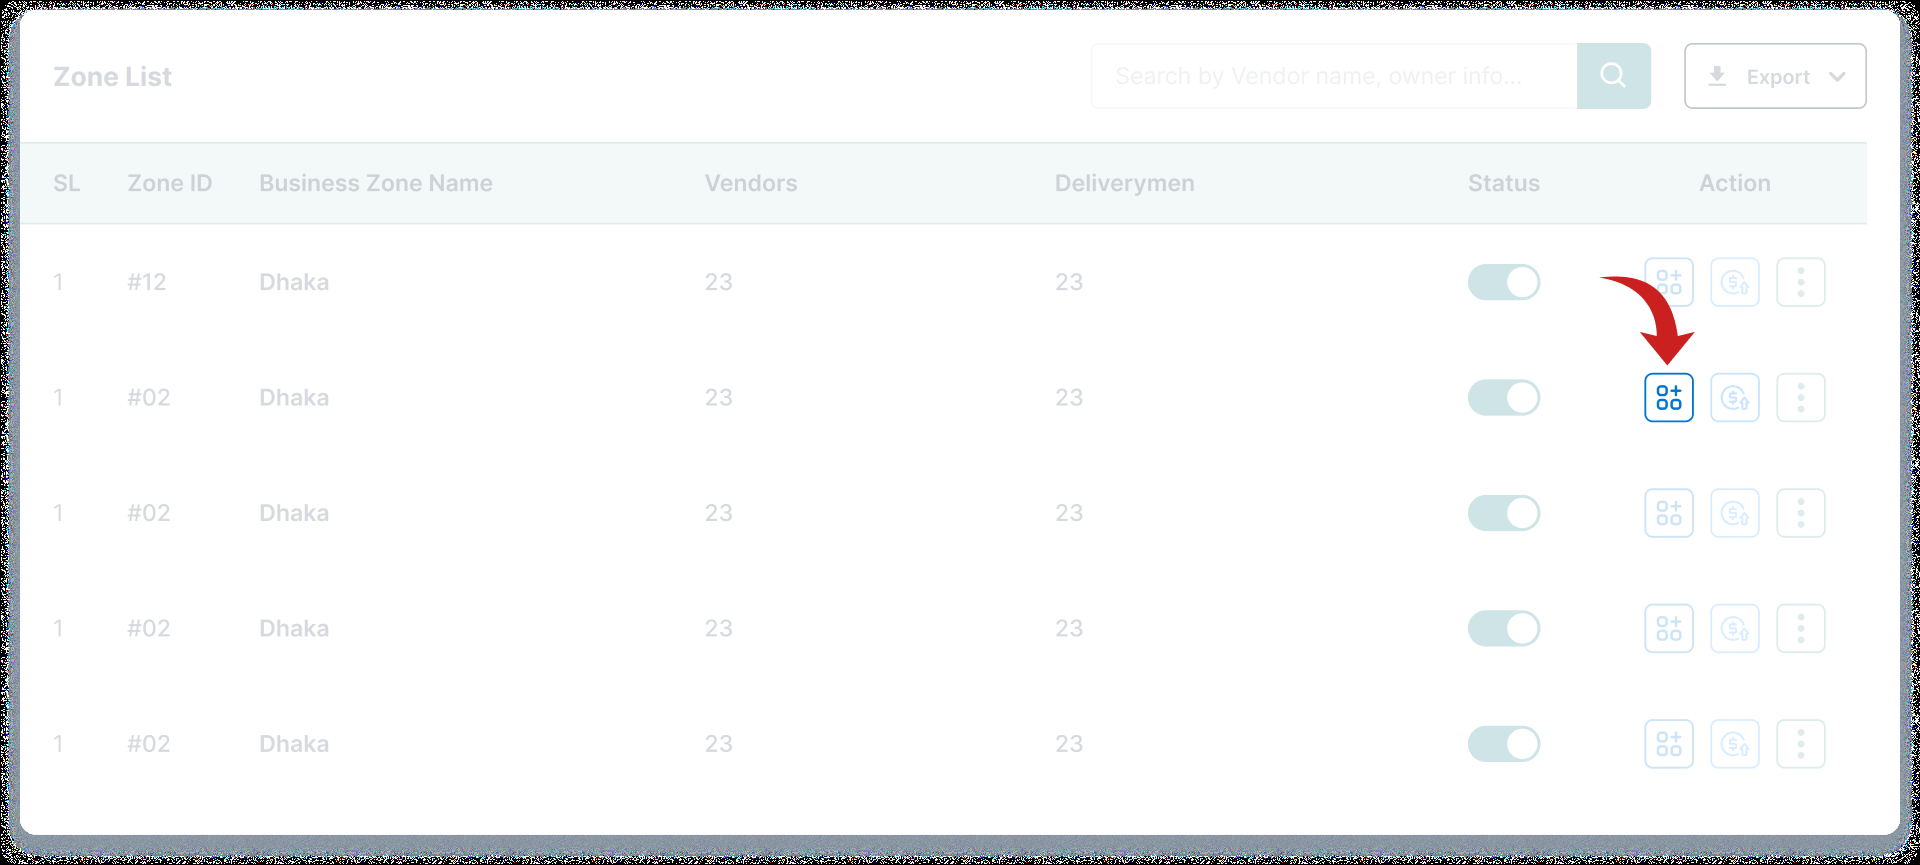 Zone List
Search by Vendor name, owner info...
Export
SL Zone ID Business Zone Name Vendors Deliverymen Status Action
1 #12 Dhaka 23 23
1 #02 Dhaka 23 23
1 #02 Dhaka 23 23
1 #02 Dhaka 23 23
1 #02 Dhaka 23 23